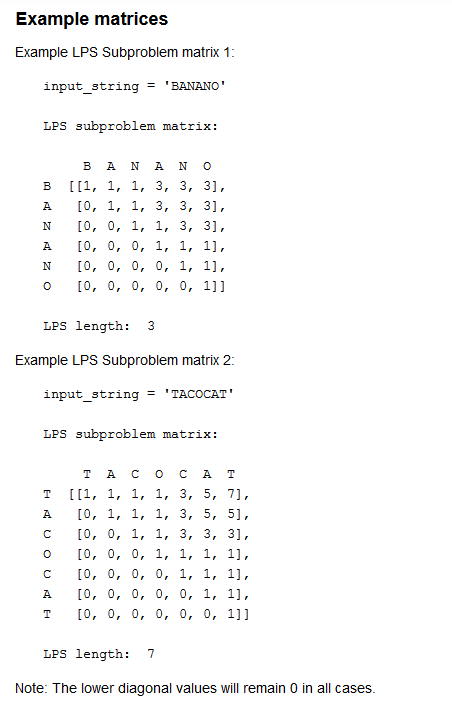 Example matrices
Example LPS Subproblem matrix 1:
input_string = 'BANANO'
LPS subproblem matrix:
B A N A N O
B [[1, 1, 1, 3, 3, 3],
A [0, 1, 1, 3, 3, 3],
N [0, 0, 1, 1, 3, 3],
A [0, 0, 0, 1, 1, 1],
N [0, 0, 0, 0, 1, 1],
O [0, 0, 0, 0, 0, 1]]
LPS length: 3
Example LPS Subproblem matrix 2:
input_string = 'TACOCAT'
LPS subproblem matrix:
T A C O C A T
T [[1, 1, 1, 1, 3, 5, 7],
A [0, 1, 1, 1, 3, 5, 5],
C [0, 0, 1, 1, 3, 3, 3],
O [0, 0, 0, 1, 1, 1, 1],
C [0, 0, 0, 0, 1, 1, 1],
A [0, 0, 0, 0, 0, 1, 1],
T [0, 0, 0, 0, 0, 0, 1]]
LPS length: 7
Note: The lower diagonal values will remain 0 in all cases.